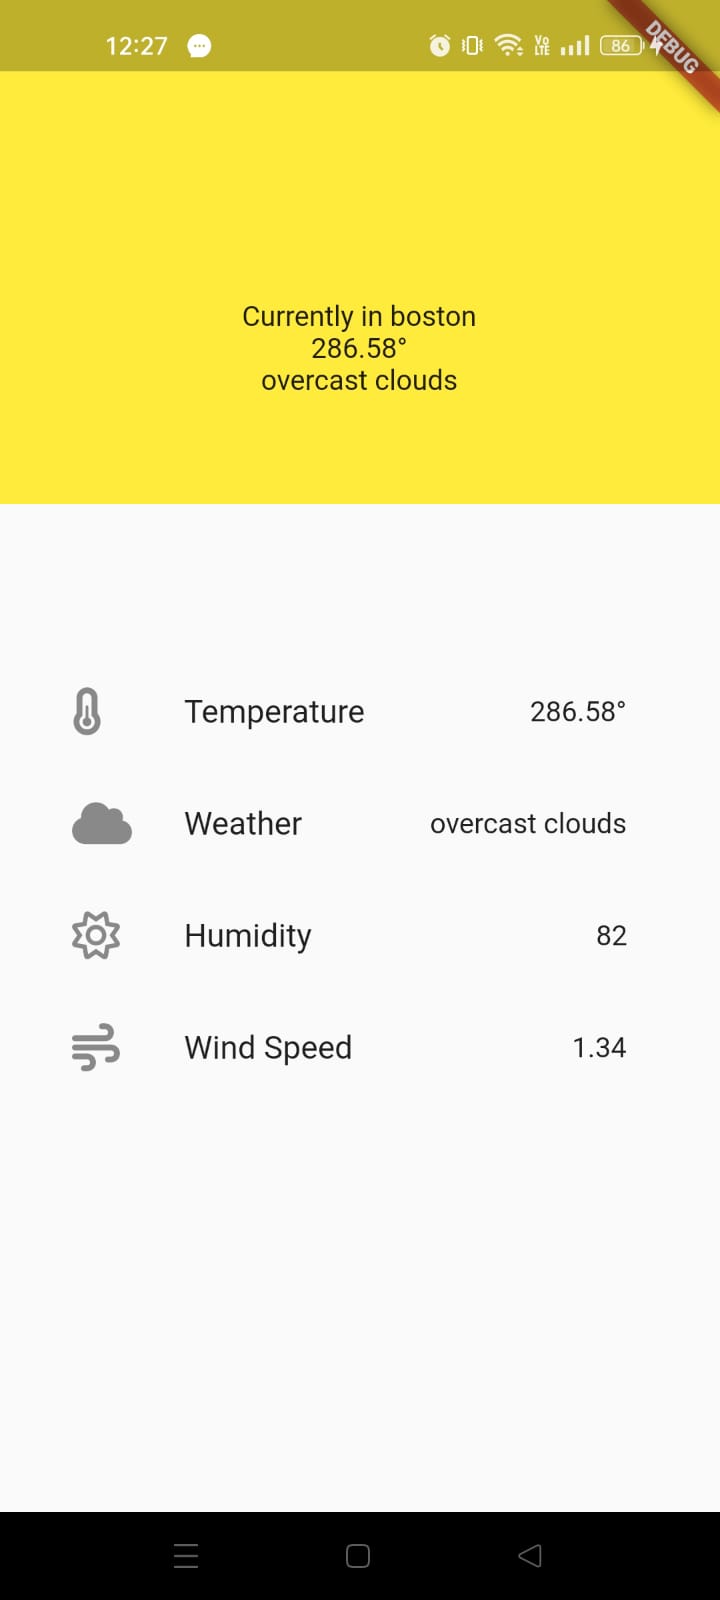 12:27
Vo LTE
86
DEBUG
Currently in boston
286.58°
overcast clouds
Temperature 286.58°
Weather overcast clouds
Humidity 82
Wind Speed 1.34